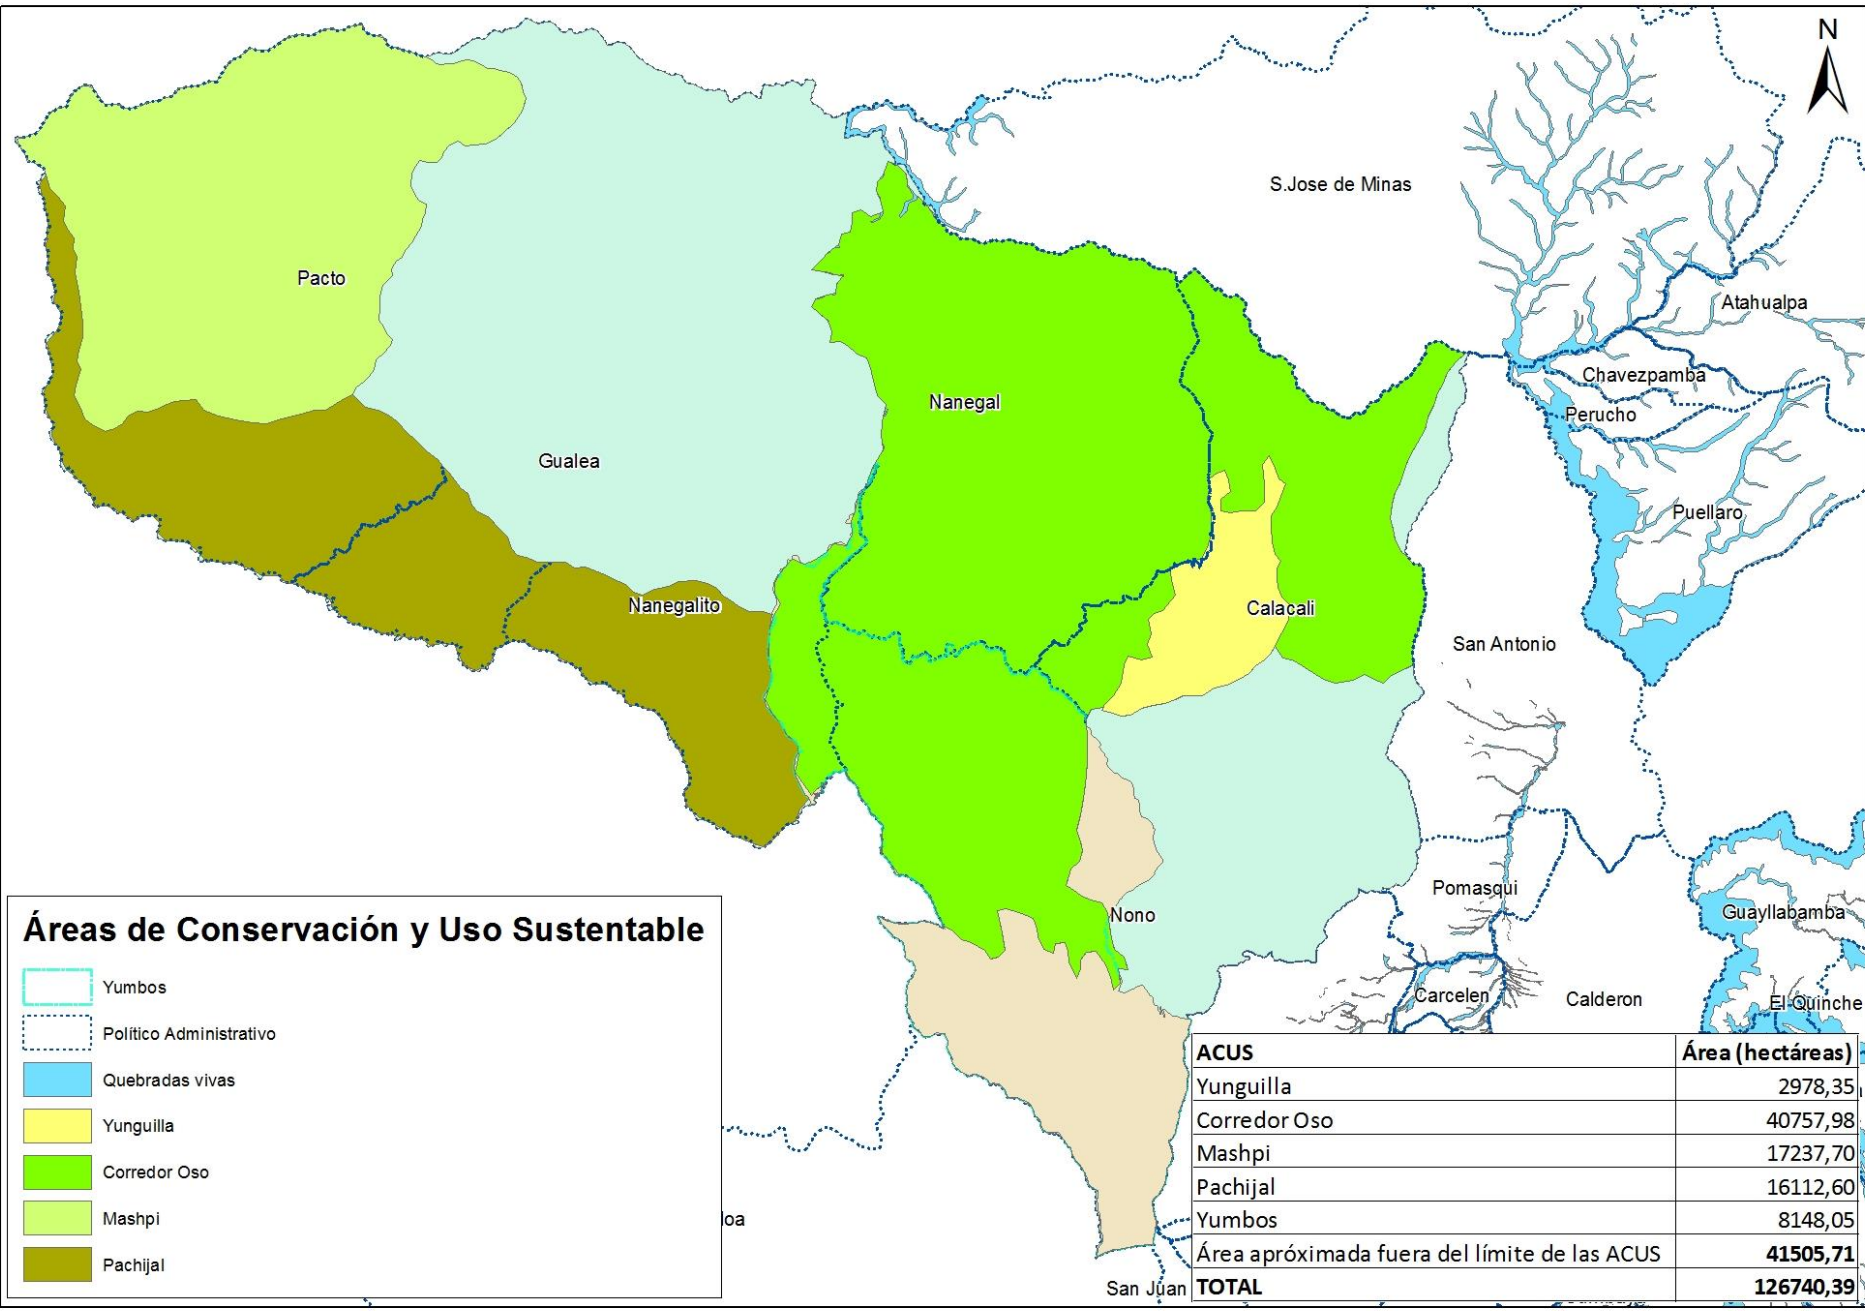 N
S.Jose de Minas
Pacto
Atahualpa
Chavezpamba
Nanegal
Perucho
Gualea
Puellaro
Nanegalito
Calacali
San Antonio
Pomasqui
Nono
Guayllabamba
Carcelen
Calderon
El Quinche
Áreas de Conservación y Uso Sustentable
Yumbos
Político Administrativo
Quebradas vivas
Yunguilla
Corredor Oso
Mashpi
Pachijal
loa
San Juan
ACUS Área (hectáreas)
Yunguilla 2978,35
Corredor Oso 40757,98
Mashpi 17237,70
Pachijal 16112,60
Yumbos 8148,05
Área apróximada fuera del límite de las ACUS 41505,71
TOTAL 126740,39